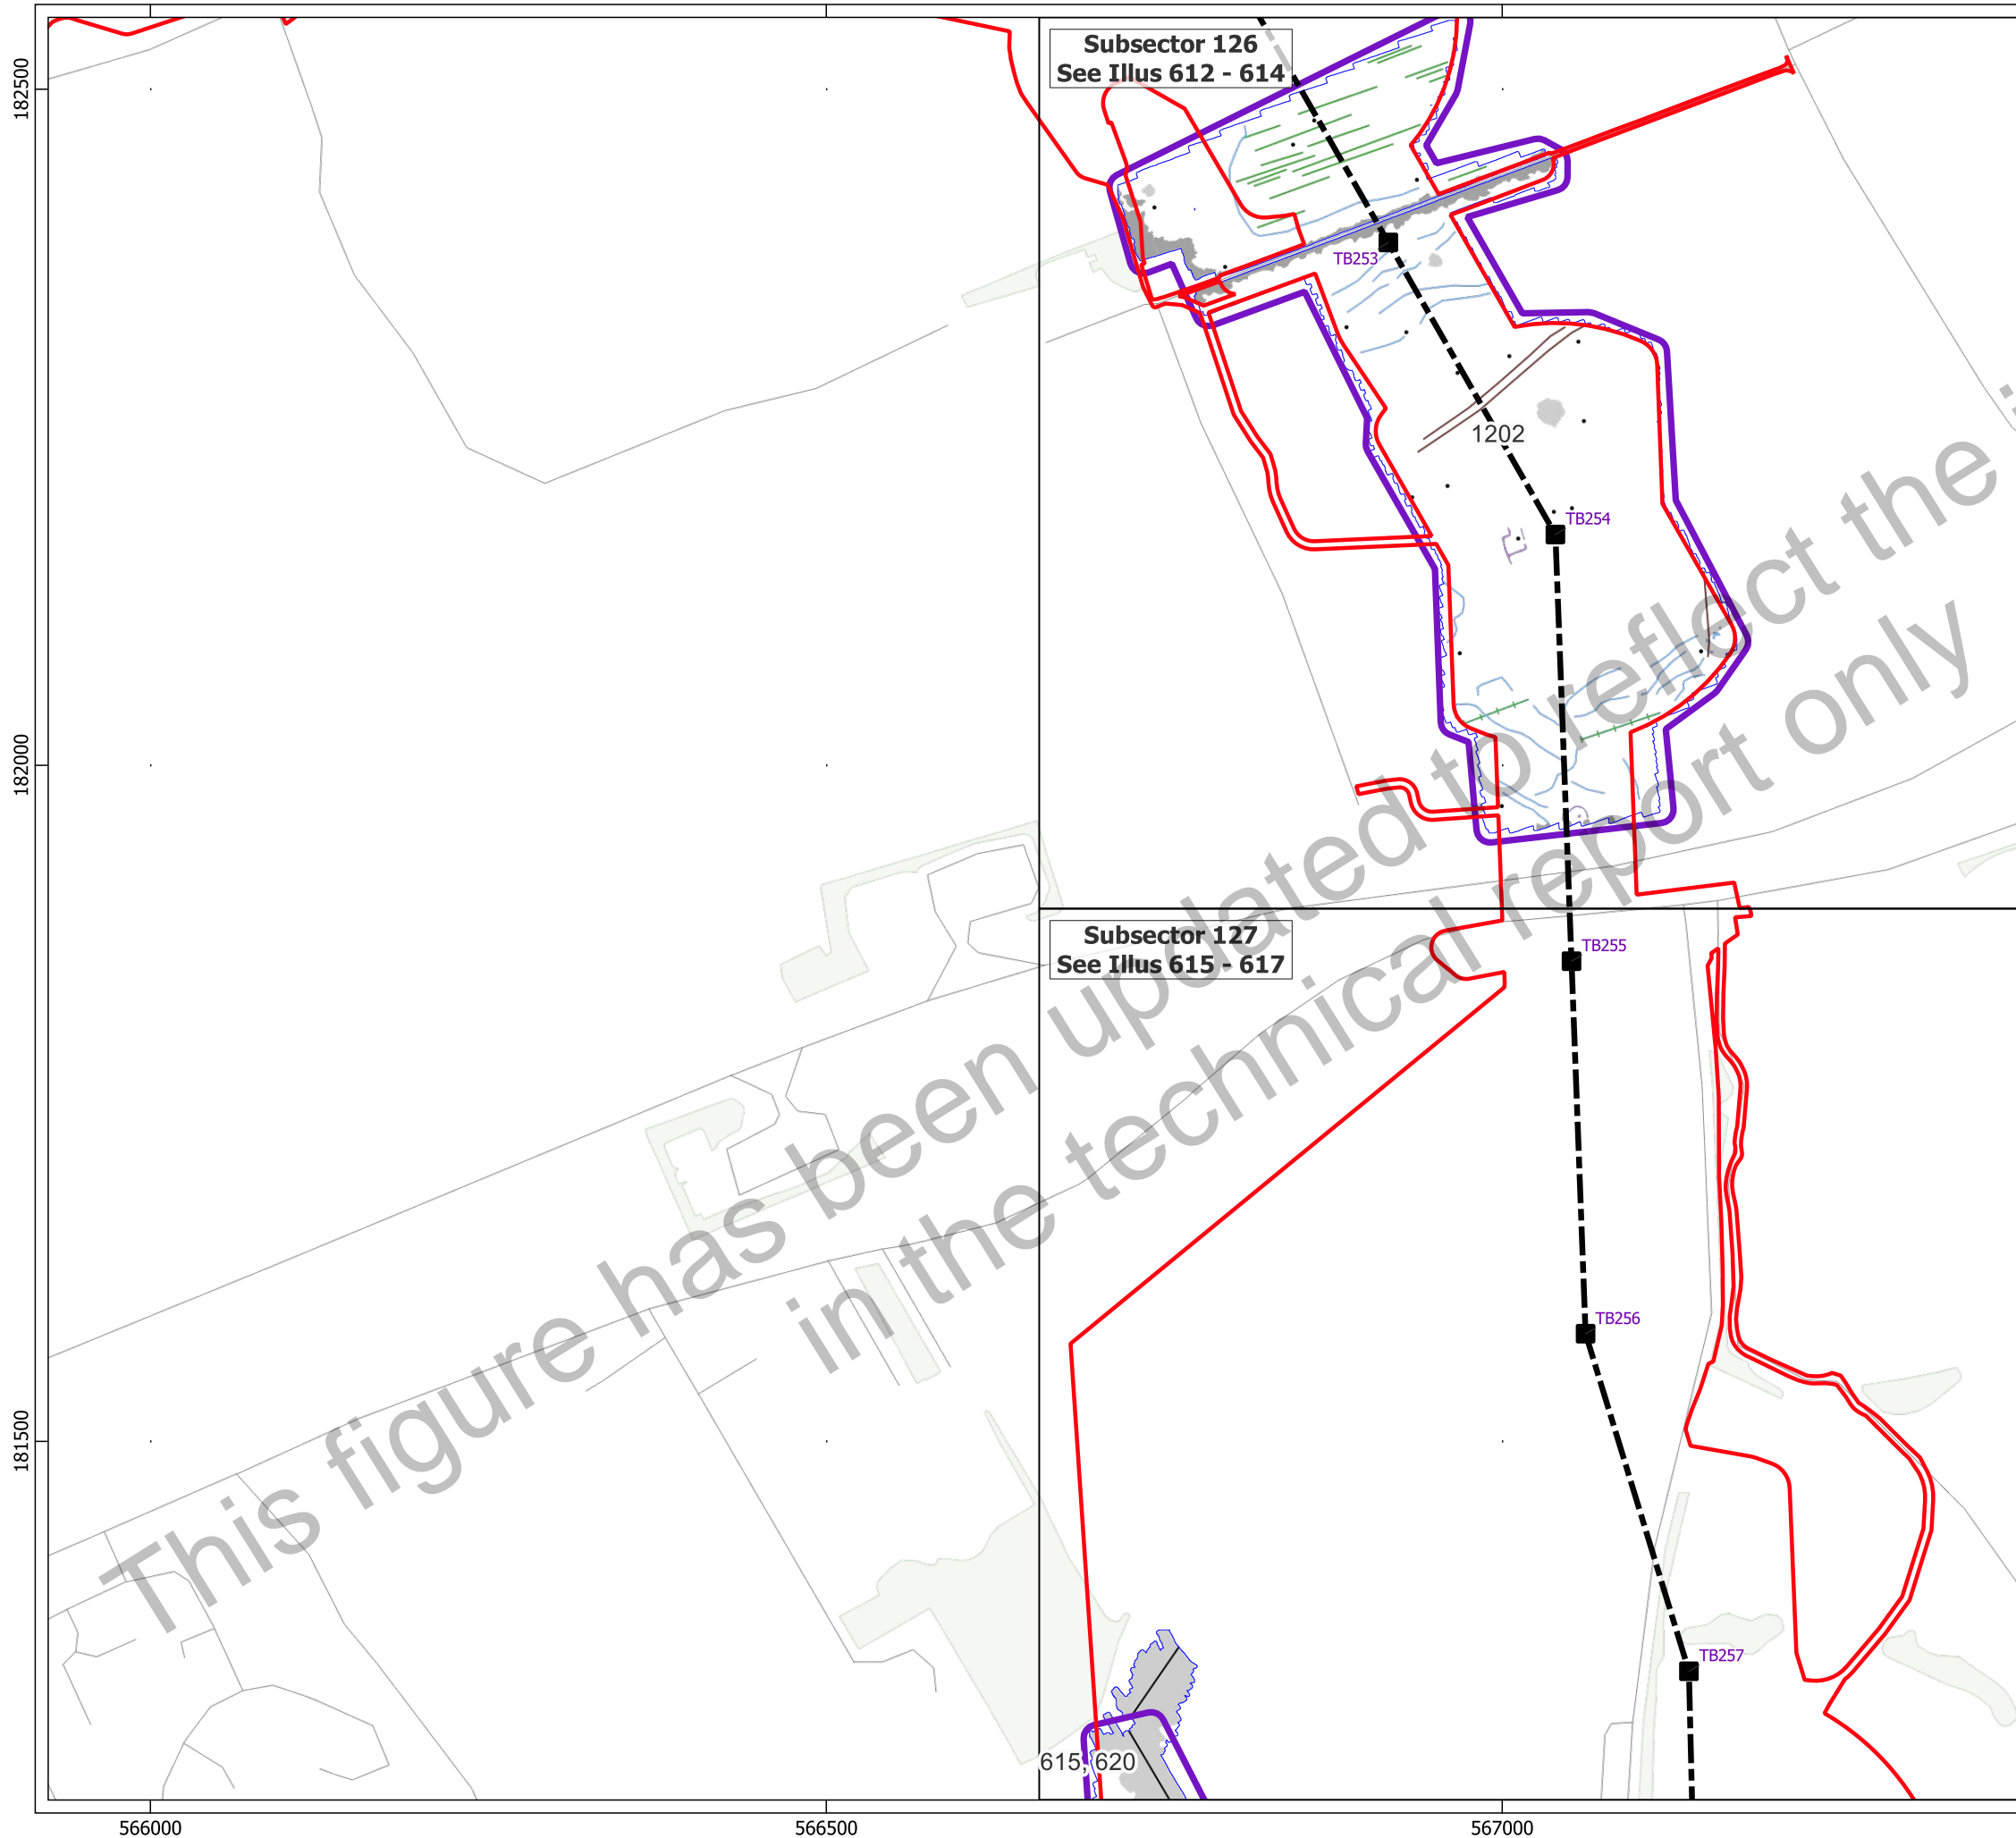 182500
182000
181500
566000
566500
567000
Subsector 126
See Illus 612 - 614
TB253
1202
TB254
Subsector 127
See Illus 615 - 617
TB255
TB256
TB257
615, 620
This figure has been updated to reflect the
in the technical report only